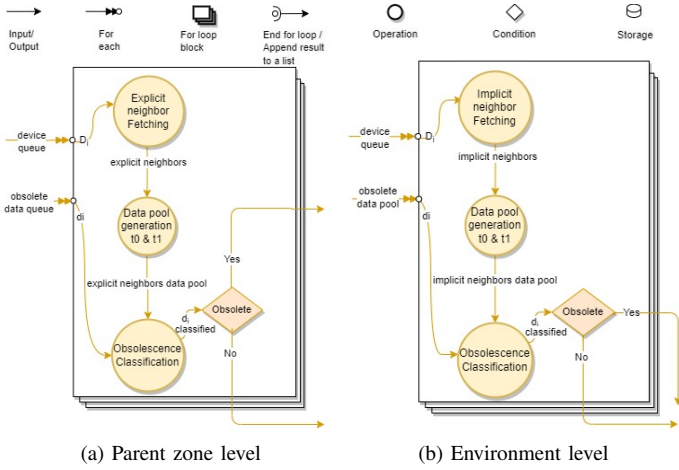 Input/
Output
For
each
For loop
block
End for loop /
Append result
to a list
Operation
Condition
Storage
Explicit
neighbor
Fetching
device
queue
Di
explicit neighbors
obsolete
data queue
di
Data pool
generation
t0 & t1
Yes
explicit neighbors data pool
Obsolete
di
classified
Obsolescence
Classification
No
(a) Parent zone level
Implicit
neighbor
Fetching
device
queue
Di
implicit neighbors
obsolete
data pool
di
Data pool
generation
t0 & t1
implicit neighbors data pool
Obsolete
Yes
di
classified
Obsolescence
Classification
No
(b) Environment level